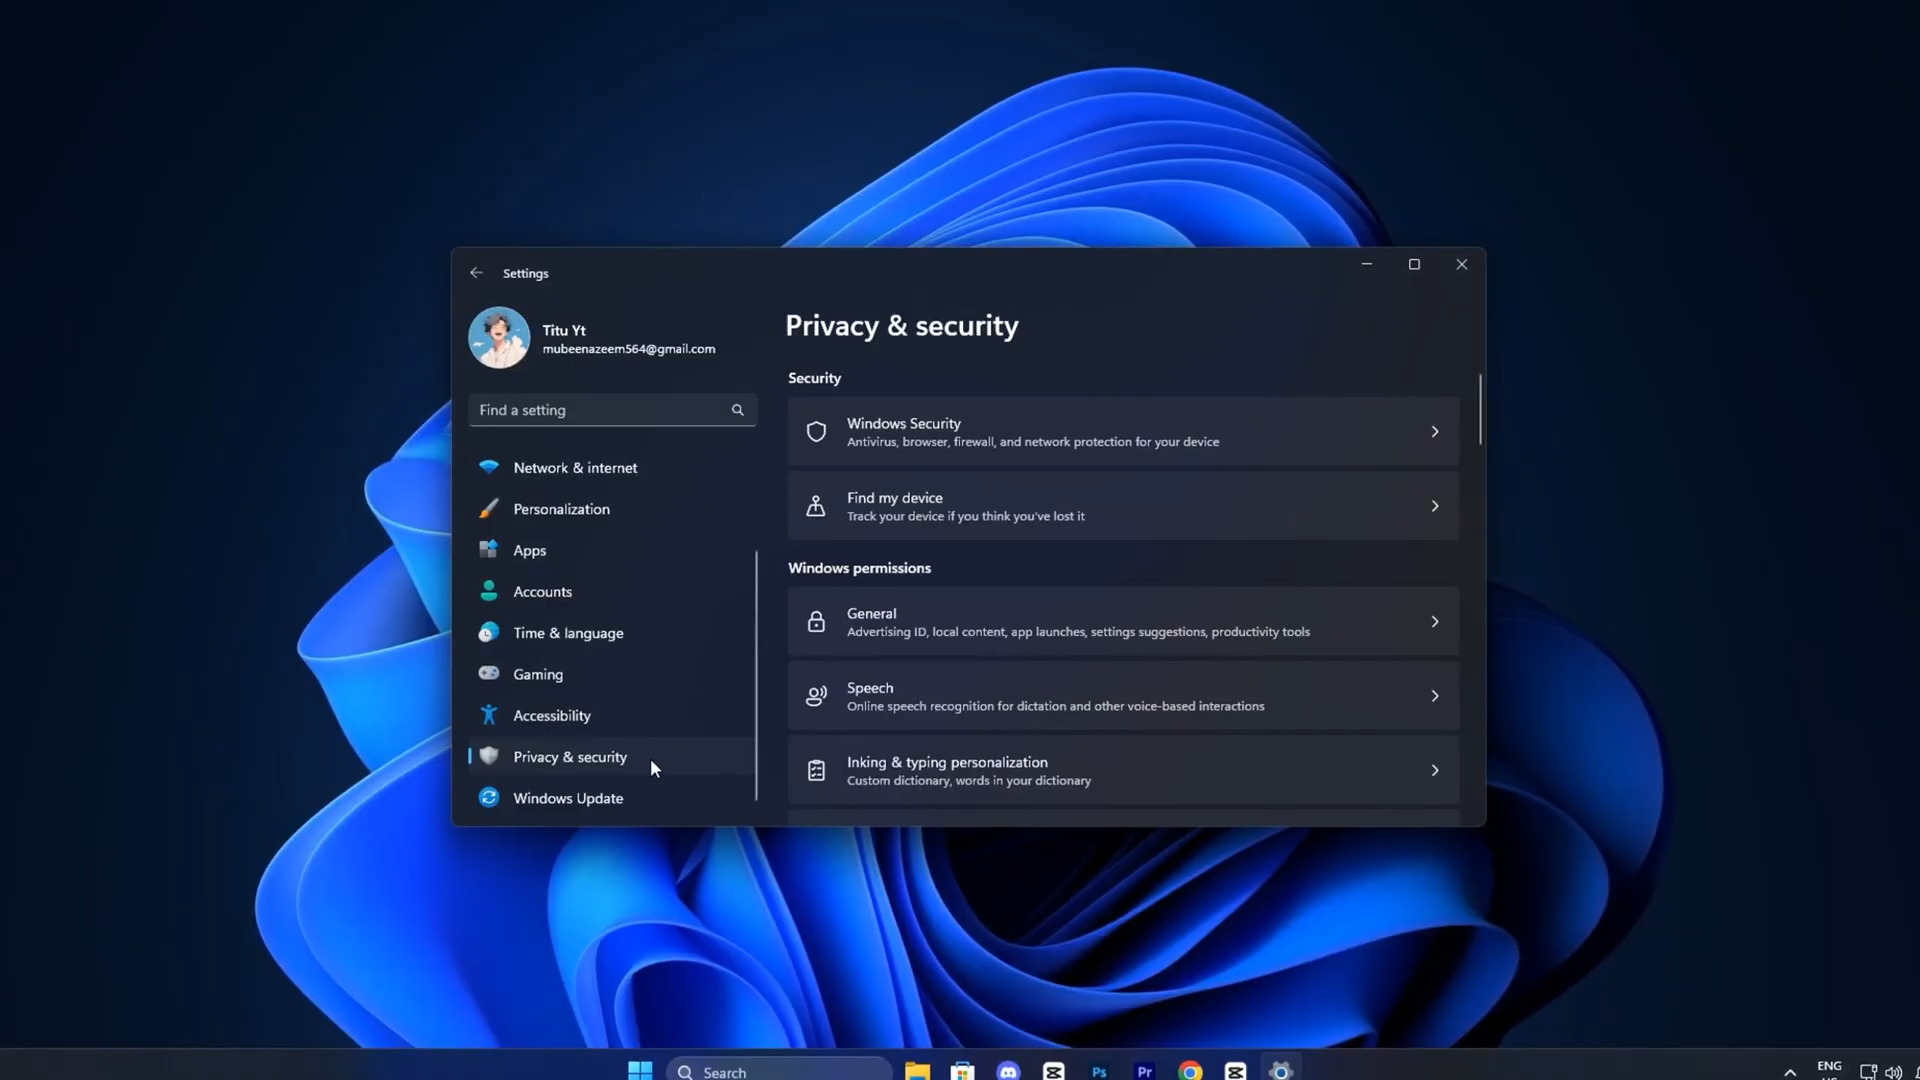 Settings
Titu Yt
mubeenazeem564@gmail.com
Find a setting
Network & internet
Personalization
Apps
Accounts
Time & language
Gaming
Accessibility
Privacy & security
Windows Update
Privacy & security
Security
Windows Security
Antivirus, browser, firewall, and network protection for your device
Find my device
Track your device if you think you've lost it
Windows permissions
General
Advertising ID, local content, app launches, settings suggestions, productivity tools
Speech
Online speech recognition for dictation and other voice-based interactions
Inking & typing personalization
Custom dictionary, words in your dictionary
Search
Ps
Pr
ENG